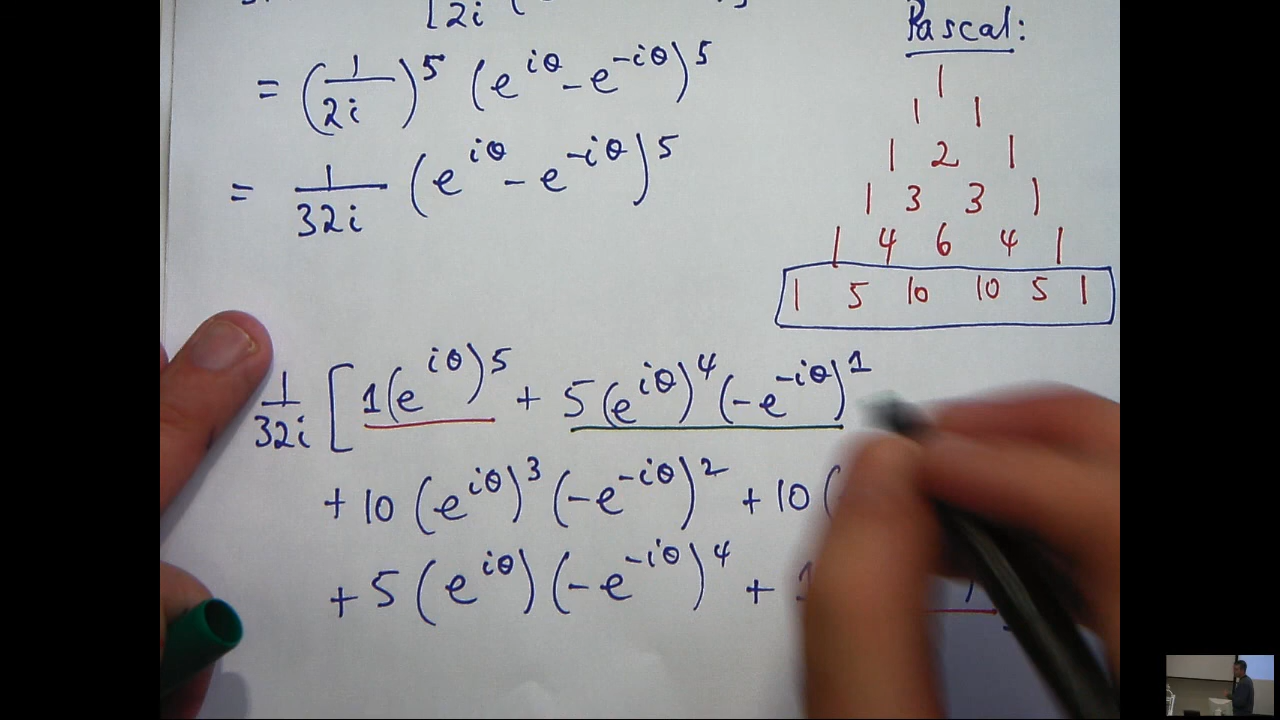 [ 2i (
= (1/2i)^5 (e^{iθ} - e^{-iθ})^5
= 1/32i (e^{iθ} - e^{-iθ})^5
Pascal:
1
1 1
1 2 1
1 3 3 1
1 4 6 4 1
1 5 10 10 5 1
1/32i [ 1(e^{iθ})^5 + 5(e^{iθ})^4 (-e^{-iθ})^1
+ 10 (e^{iθ})^3 (-e^{-iθ})^2 + 10 (
+ 5 (e^{iθ}) (-e^{-iθ})^4 +